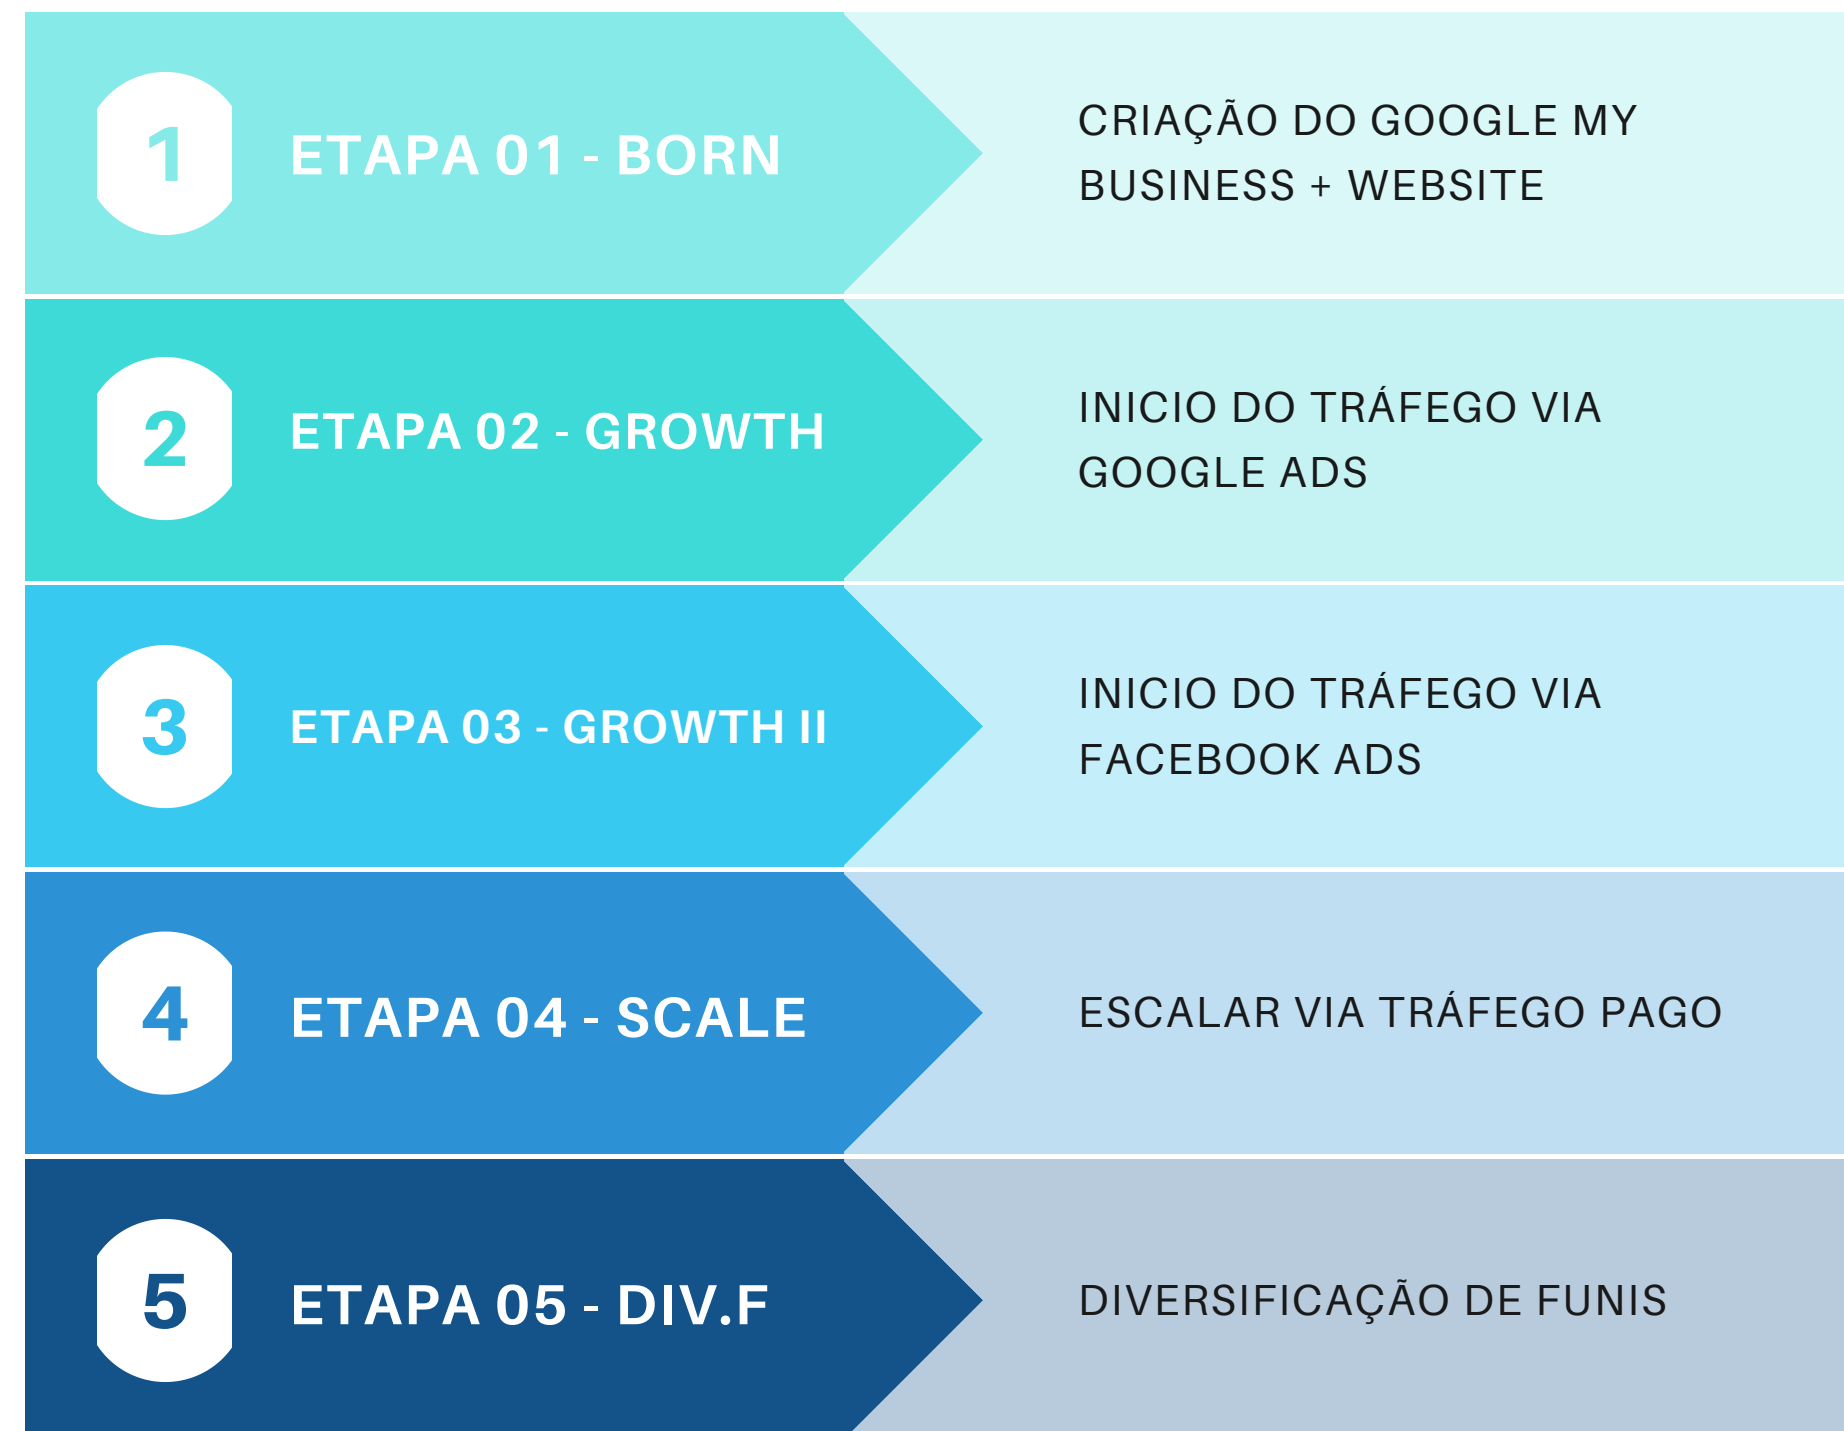 1
ETAPA 01 - BORN
CRIAÇÃO DO GOOGLE MY
BUSINESS + WEBSITE
2
ETAPA 02 - GROWTH
INICIO DO TRÁFEGO VIA
GOOGLE ADS
3
ETAPA 03 - GROWTH II
INICIO DO TRÁFEGO VIA
FACEBOOK ADS
4
ETAPA 04 - SCALE
ESCALAR VIA TRÁFEGO PAGO
5
ETAPA 05 - DIV.F
DIVERSIFICAÇÃO DE FUNIS